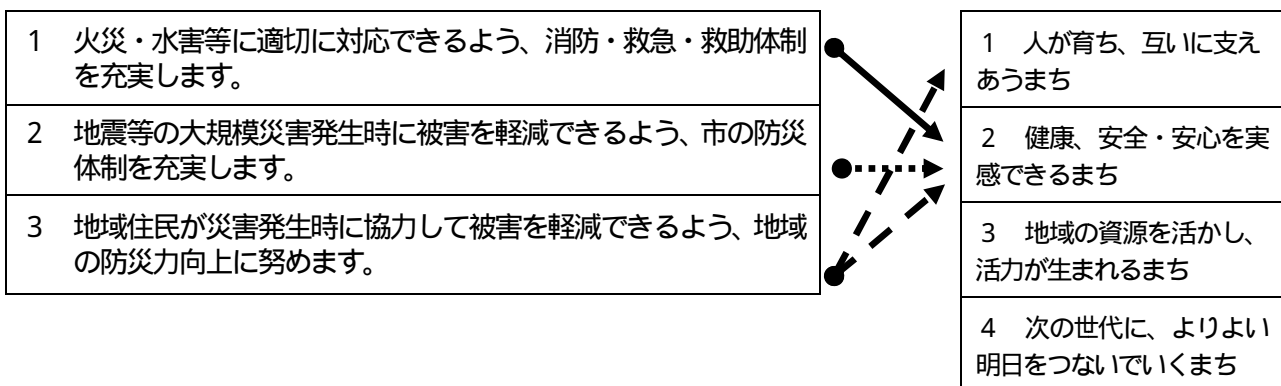 1 火災・水害等に適切に対応できるよう、消防・救急・救助体制
を充実します。
2 地震等の大規模災害発生時に被害を軽減できるよう、市の防災
体制を充実します。
3 地域住民が災害発生時に協力して被害を軽減できるよう、地域
の防災力向上に努めます。
1 人が育ち、互いに支え
あうまち
2 健康、安全・安心を実
感できるまち
3 地域の資源を活かし、
活力が生まれるまち
4 次の世代に、よりよい
明日をつないでいくまち